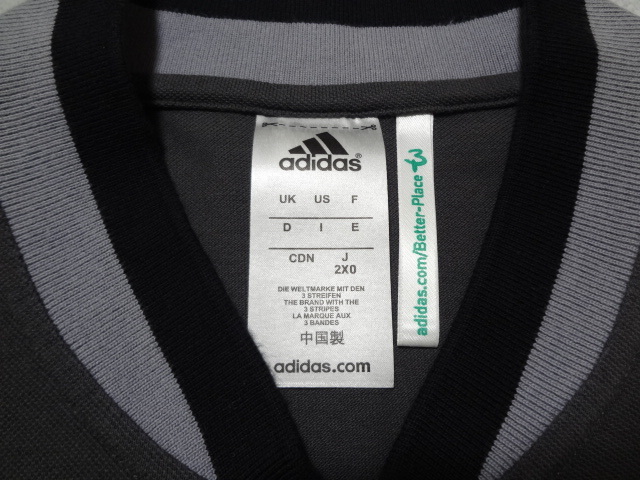 adidas
UK US F
D I E
CDN J
2XO
DIE WELTMARKE MIT DEN
3 STREIFEN
THE BRAND WITH THE
3 STRIPES
LA MARQUE AUX
3 BANDES
中国製
adidas.com
adidas.com/Better-Place